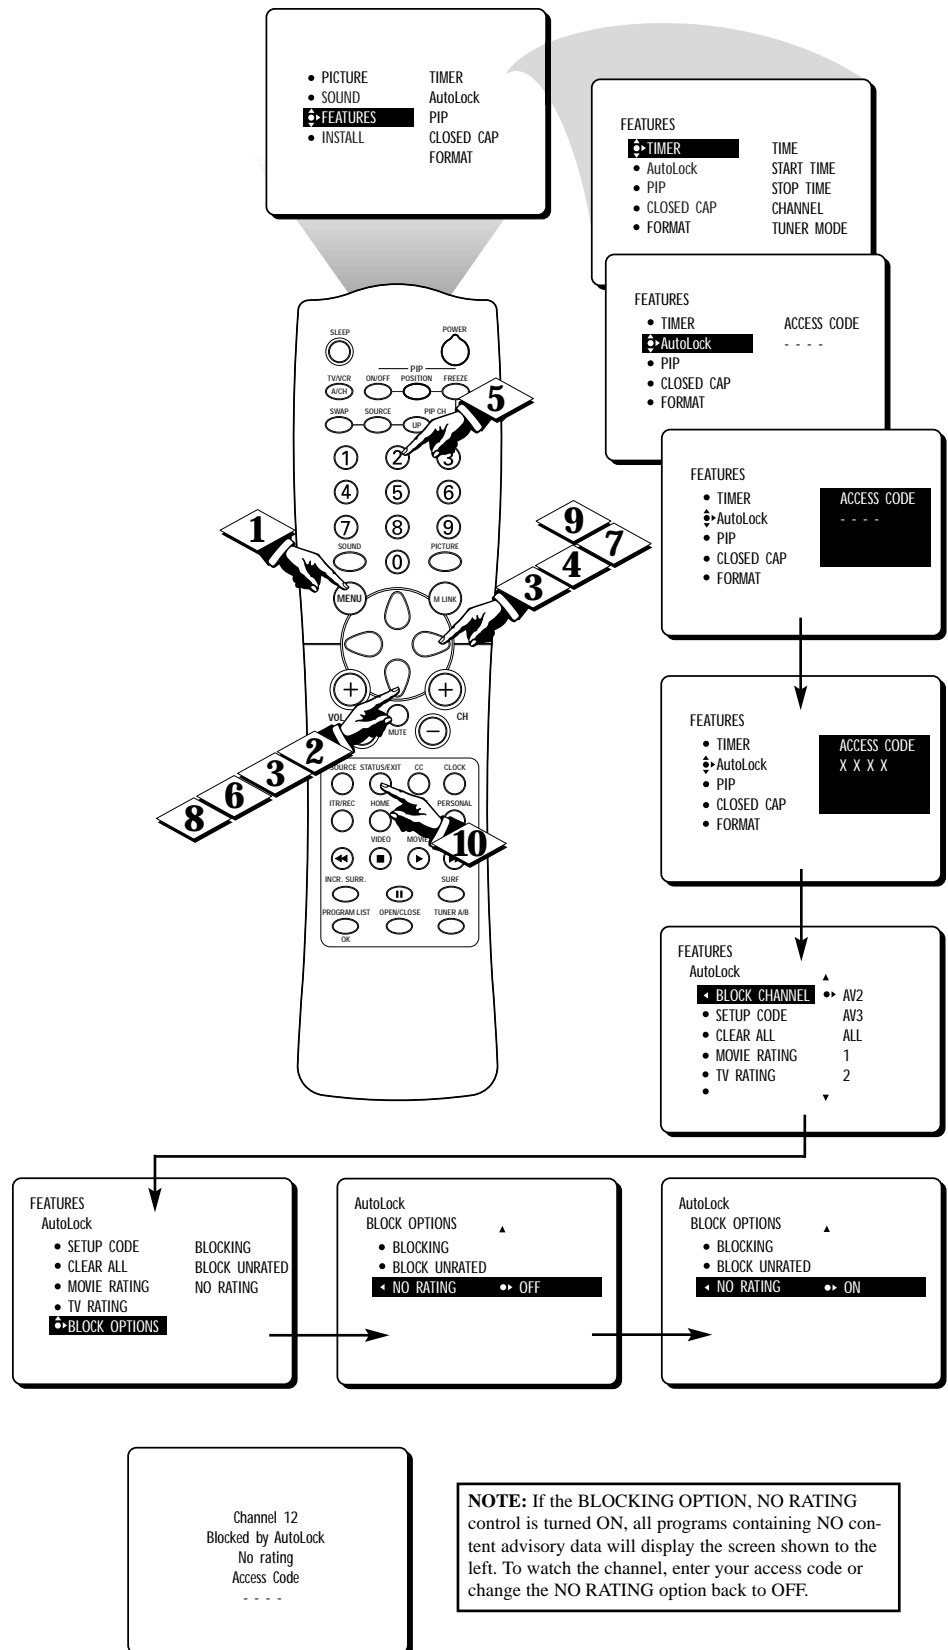 PICTURE TIMER
SOUND AutoLock
FEATURES PIP
INSTALL CLOSED CAP
FORMAT
FEATURES
TIMER TIME
AutoLock START TIME
PIP STOP TIME
CLOSED CAP CHANNEL
FORMAT TUNER MODE
FEATURES
TIMER ACCESS CODE
AutoLock - - - -
PIP
CLOSED CAP
FORMAT
FEATURES
TIMER ACCESS CODE
AutoLock - - - -
PIP
CLOSED CAP
FORMAT
FEATURES
TIMER ACCESS CODE
AutoLock X X X X
PIP
CLOSED CAP
FORMAT
FEATURES
AutoLock
BLOCK CHANNEL AV2
SETUP CODE AV3
CLEAR ALL ALL
MOVIE RATING 1
TV RATING 2
SLEEP POWER
PIP
TV/VCR ON/OFF POSITION FREEZE
A/CH
SWAP SOURCE PIP CH
UP
5
1 2 3
4 5 6
7 8 9
SOUND 0 PICTURE
1
9
7
4
3
MENU M LINK
VOL MUTE CH
2
3
6
8
SOURCE STATUS/EXIT CC CLOCK
ITR/REC HOME PERSONAL
VIDEO MOVIE
10
INCR. SURR. SURF
PROGRAM LIST OPEN/CLOSE TUNER A/B
OK
FEATURES
AutoLock
SETUP CODE BLOCKING
CLEAR ALL BLOCK UNRATED
MOVIE RATING NO RATING
TV RATING
BLOCK OPTIONS
AutoLock
BLOCK OPTIONS
BLOCKING
BLOCK UNRATED
NO RATING OFF
AutoLock
BLOCK OPTIONS
BLOCKING
BLOCK UNRATED
NO RATING ON
Channel 12
Blocked by AutoLock
No rating
Access Code
- - - -
NOTE: If the BLOCKING OPTION, NO RATING
control is turned ON, all programs containing NO con-
tent advisory data will display the screen shown to the
left. To watch the channel, enter your access code or
change the NO RATING option back to OFF.